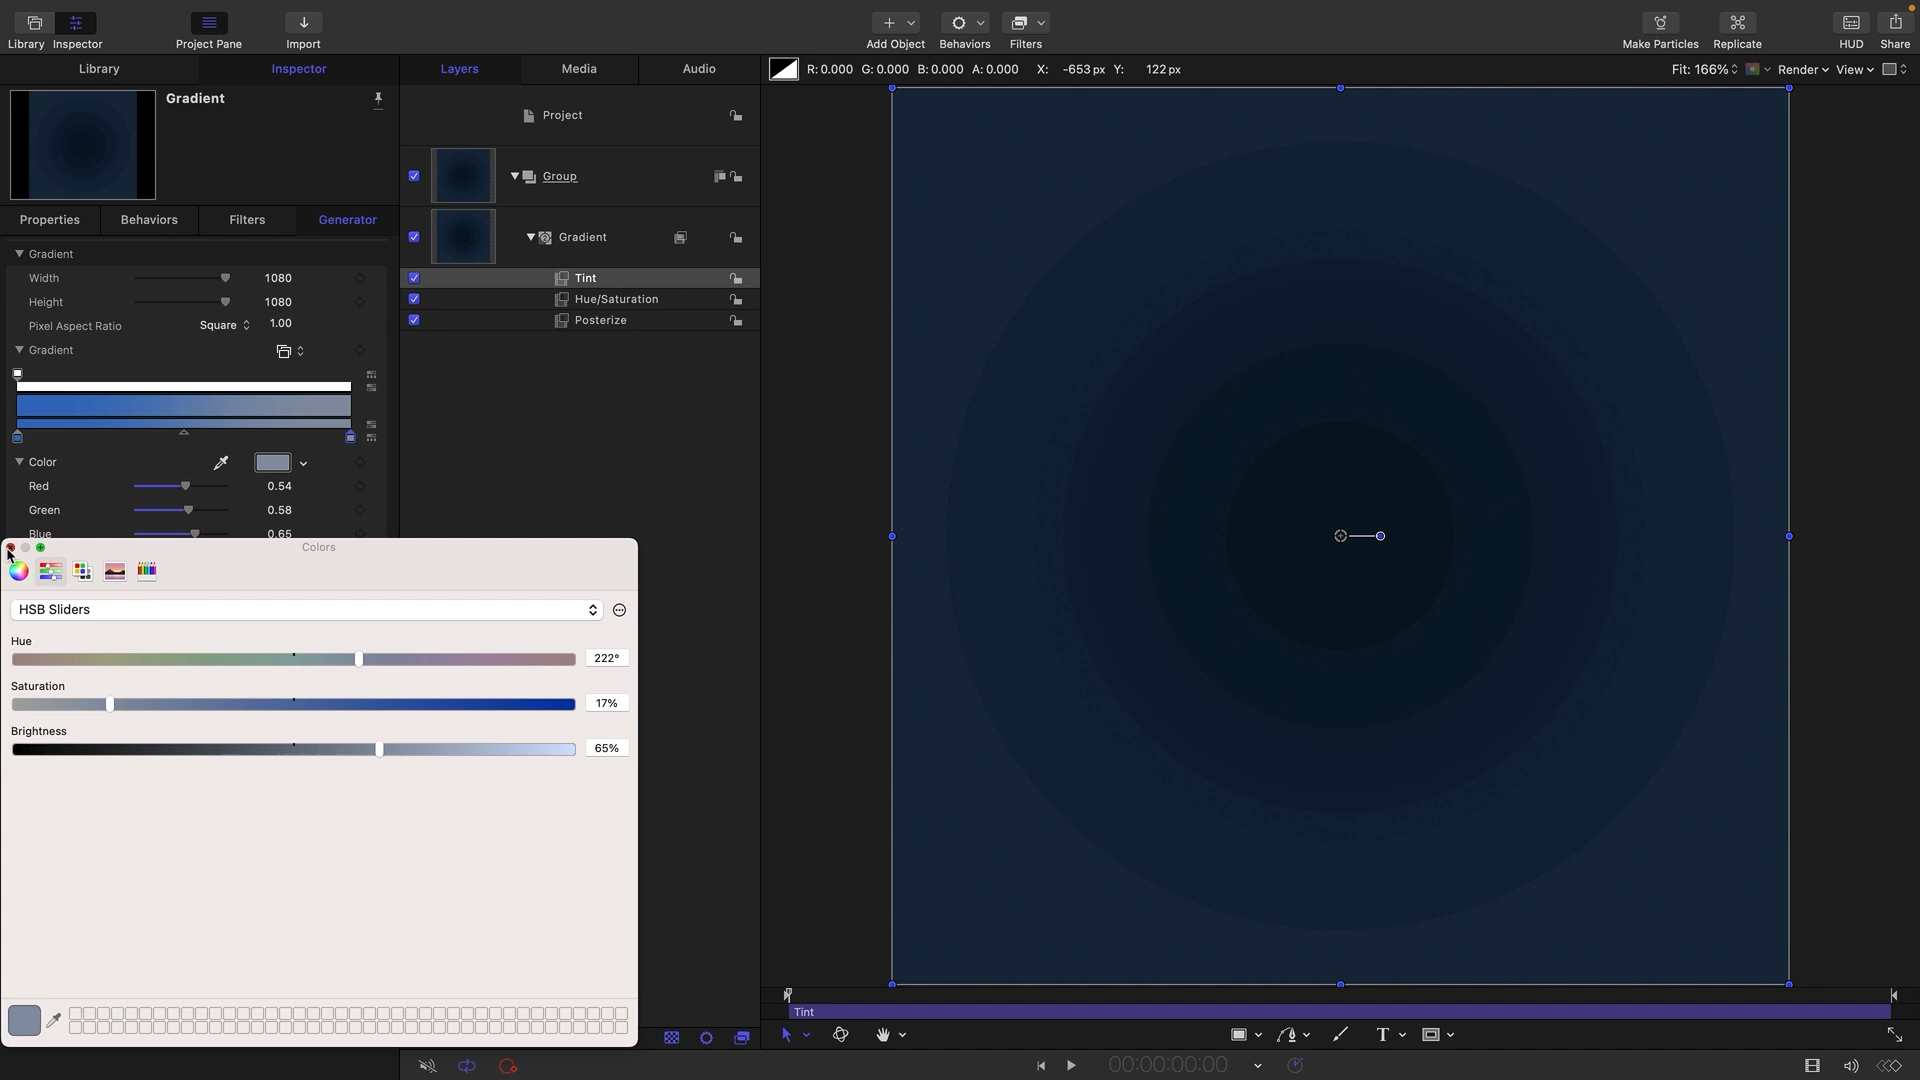 Library Inspector Project Pane Import Add Object Behaviors Filters Make Particles Replicate HUD Share
Library Inspector Layers Media Audio R: 0.000 G: 0.000 B: 0.000 A: 0.000 X: -653 px Y: 122 px Fit: 166% Render View
Gradient
Project
Group
Properties Behaviors Filters Generator
Gradient
Gradient
Width 1080
Tint
Height 1080
Hue/Saturation
Pixel Aspect Ratio Square 1.00
Posterize
Gradient
Color
Red 0.54
Green 0.58
Blue 0.65
Colors
HSB Sliders
Hue
222°
Saturation
17%
Brightness
65%
Tint
T
00:00:00:00